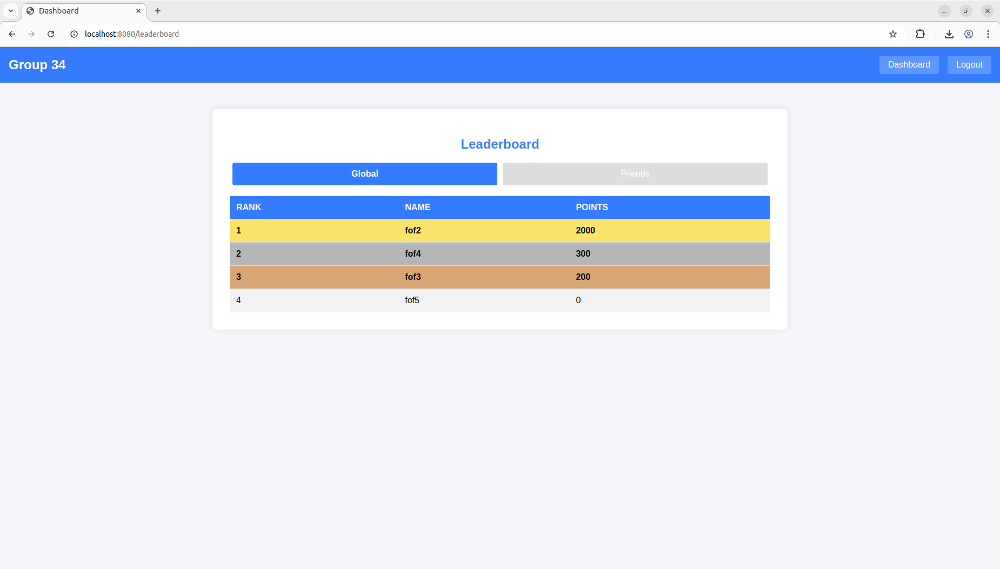 Dashboard
localhost:8080/leaderboard
Group 34
Dashboard
Logout
Leaderboard
Global
Friends
RANK NAME POINTS
1 fof2 2000
2 fof4 300
3 fof3 200
4 fof5 0